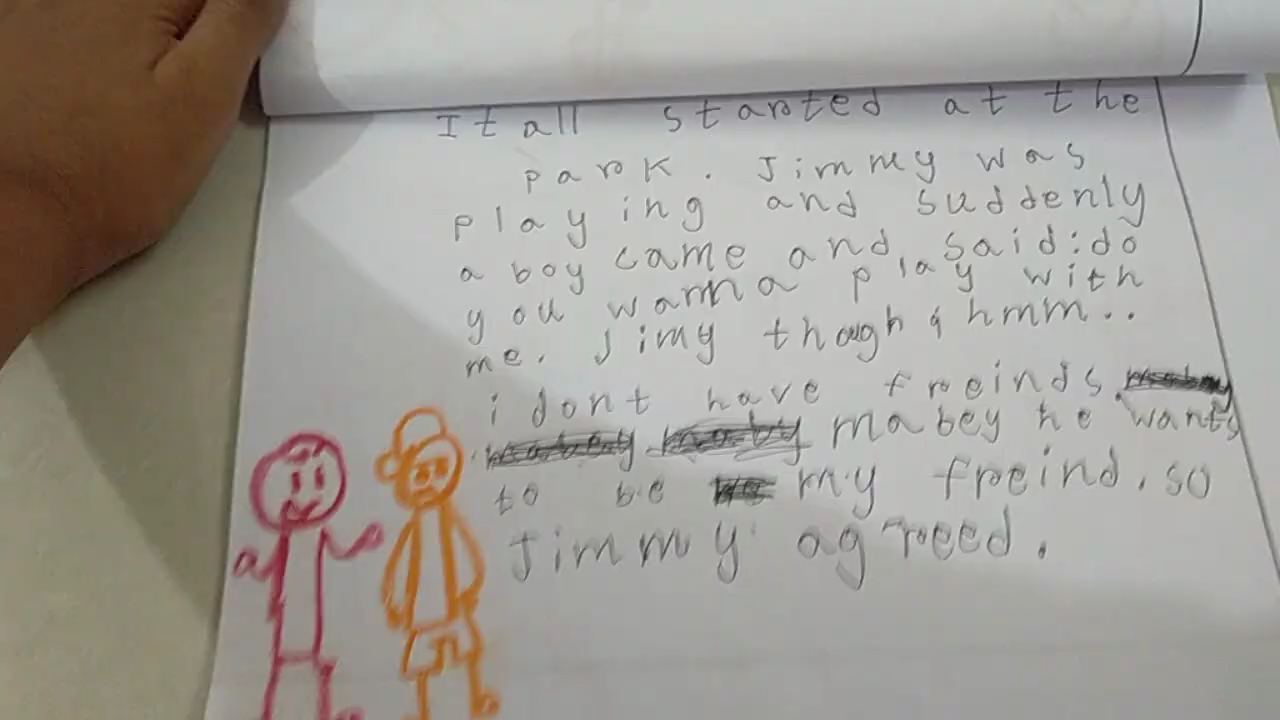 It all started at the
park. Jimmy was
playing and suddenly
a boy came and said:do
you wanna play with
me. Jimy though hmm..
i dont have freinds.
mabey he wants
to be my freind. so
Jimmy agreed.